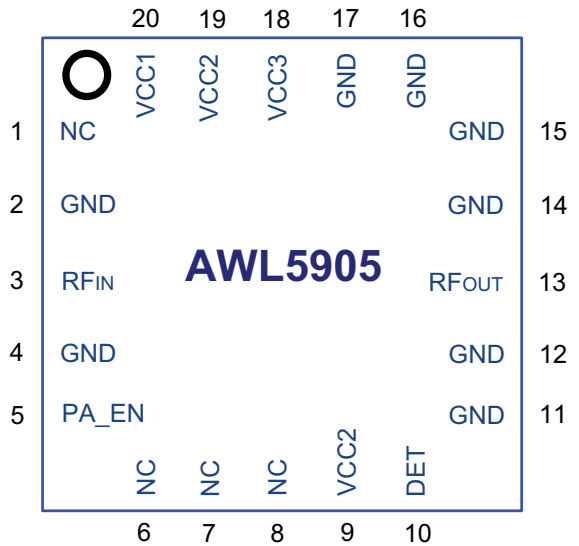 20 19 18 17 16
VCC1 VCC2 VCC3 GND GND
1 NC GND 15
2 GND GND 14
3 RFIN AWL5905 RFOUT 13
4 GND GND 12
5 PA_EN GND 11
NC NC NC VCC2 DET
6 7 8 9 10